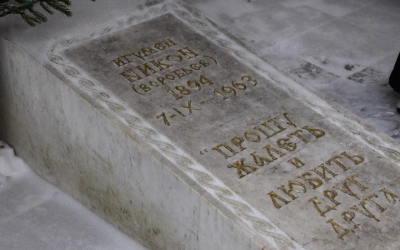 ИГУМЕН
НИКОН
(ВОРОБЬЕВ)
1894
7-IX-1963
"ПРОШУ
ЖАЛЕТЬ
И
ЛЮБИТЬ
ДРУГ
ДРУГА